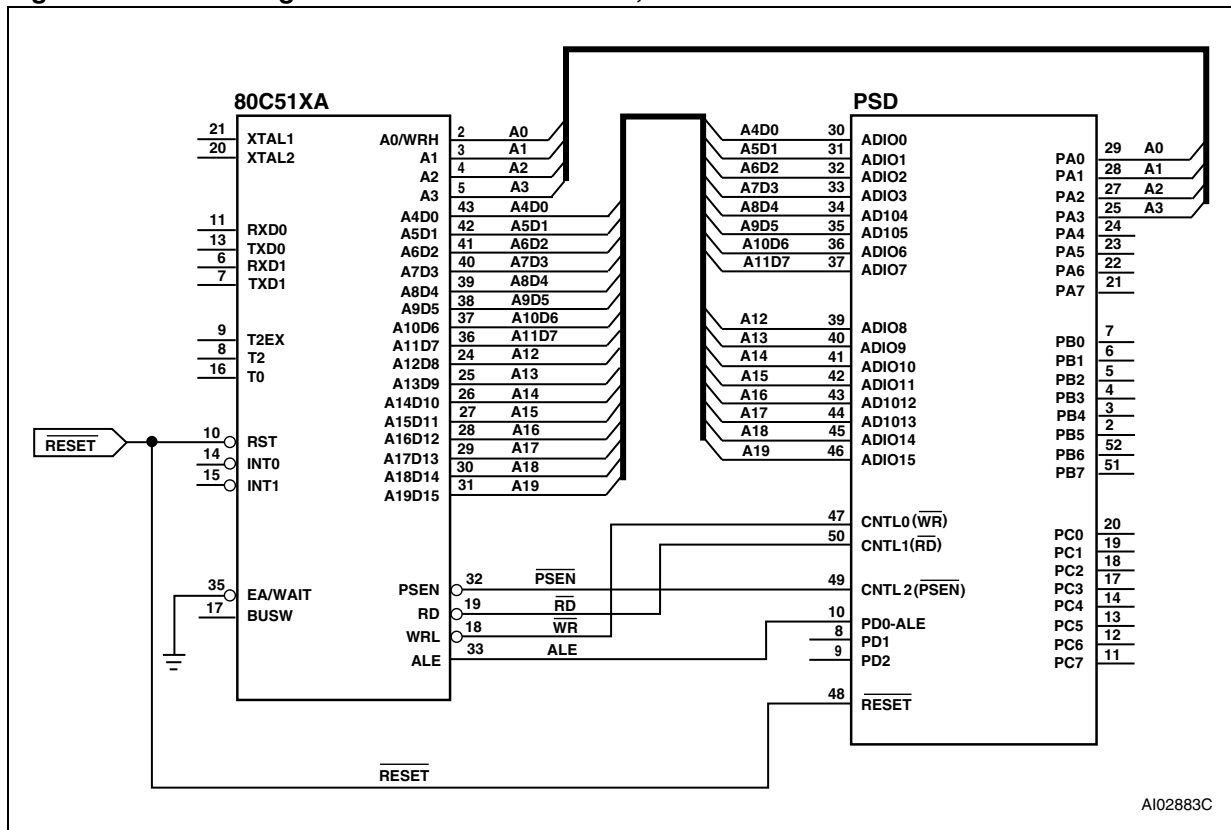 80C51XA
21 XTAL1
20 XTAL2
11 RXD0
13 TXD0
6 RXD1
7 TXD1
9 T2EX
8 T2
16 T0
RESET
10 RST
14 INT0
15 INT1
35 EA/WAIT
17 BUSW
A0/WRH 2 A0
A1 3 A1
A2 4 A2
A3 5 A3
A4D0 43 A4D0
A5D1 42 A5D1
A6D2 41 A6D2
A7D3 40 A7D3
A8D4 39 A8D4
A9D5 38 A9D5
A10D6 37 A10D6
A11D7 36 A11D7
A12D8 24 A12
A13D9 25 A13
A14D10 26 A14
A15D11 27 A15
A16D12 28 A16
A17D13 29 A17
A18D14 30 A18
A19D15 31 A19
PSEN 32 PSEN
RD 19 RD
WRL 18 WR
ALE 33 ALE
RESET
PSD
A4D0 30 ADIO0
A5D1 31 ADIO1
A6D2 32 ADIO2
A7D3 33 ADIO3
A8D4 34 AD104
A9D5 35 AD105
A10D6 36 ADIO6
A11D7 37 ADIO7
A12 39 ADIO8
A13 40 ADIO9
A14 41 ADIO10
A15 42 ADIO11
A16 43 AD1012
A17 44 AD1013
A18 45 ADIO14
A19 46 ADIO15
47 CNTL0(WR)
50 CNTL1(RD)
49 CNTL2(PSEN)
10 PD0-ALE
8 PD1
9 PD2
48 RESET
PA0 29 A0
PA1 28 A1
PA2 27 A2
PA3 25 A3
PA4 24
PA5 23
PA6 22
PA7 21
PB0 7
PB1 6
PB2 5
PB3 4
PB4 3
PB5 2
PB6 52
PB7 51
PC0 20
PC1 19
PC2 18
PC3 17
PC4 14
PC5 13
PC6 12
PC7 11
AI02883C